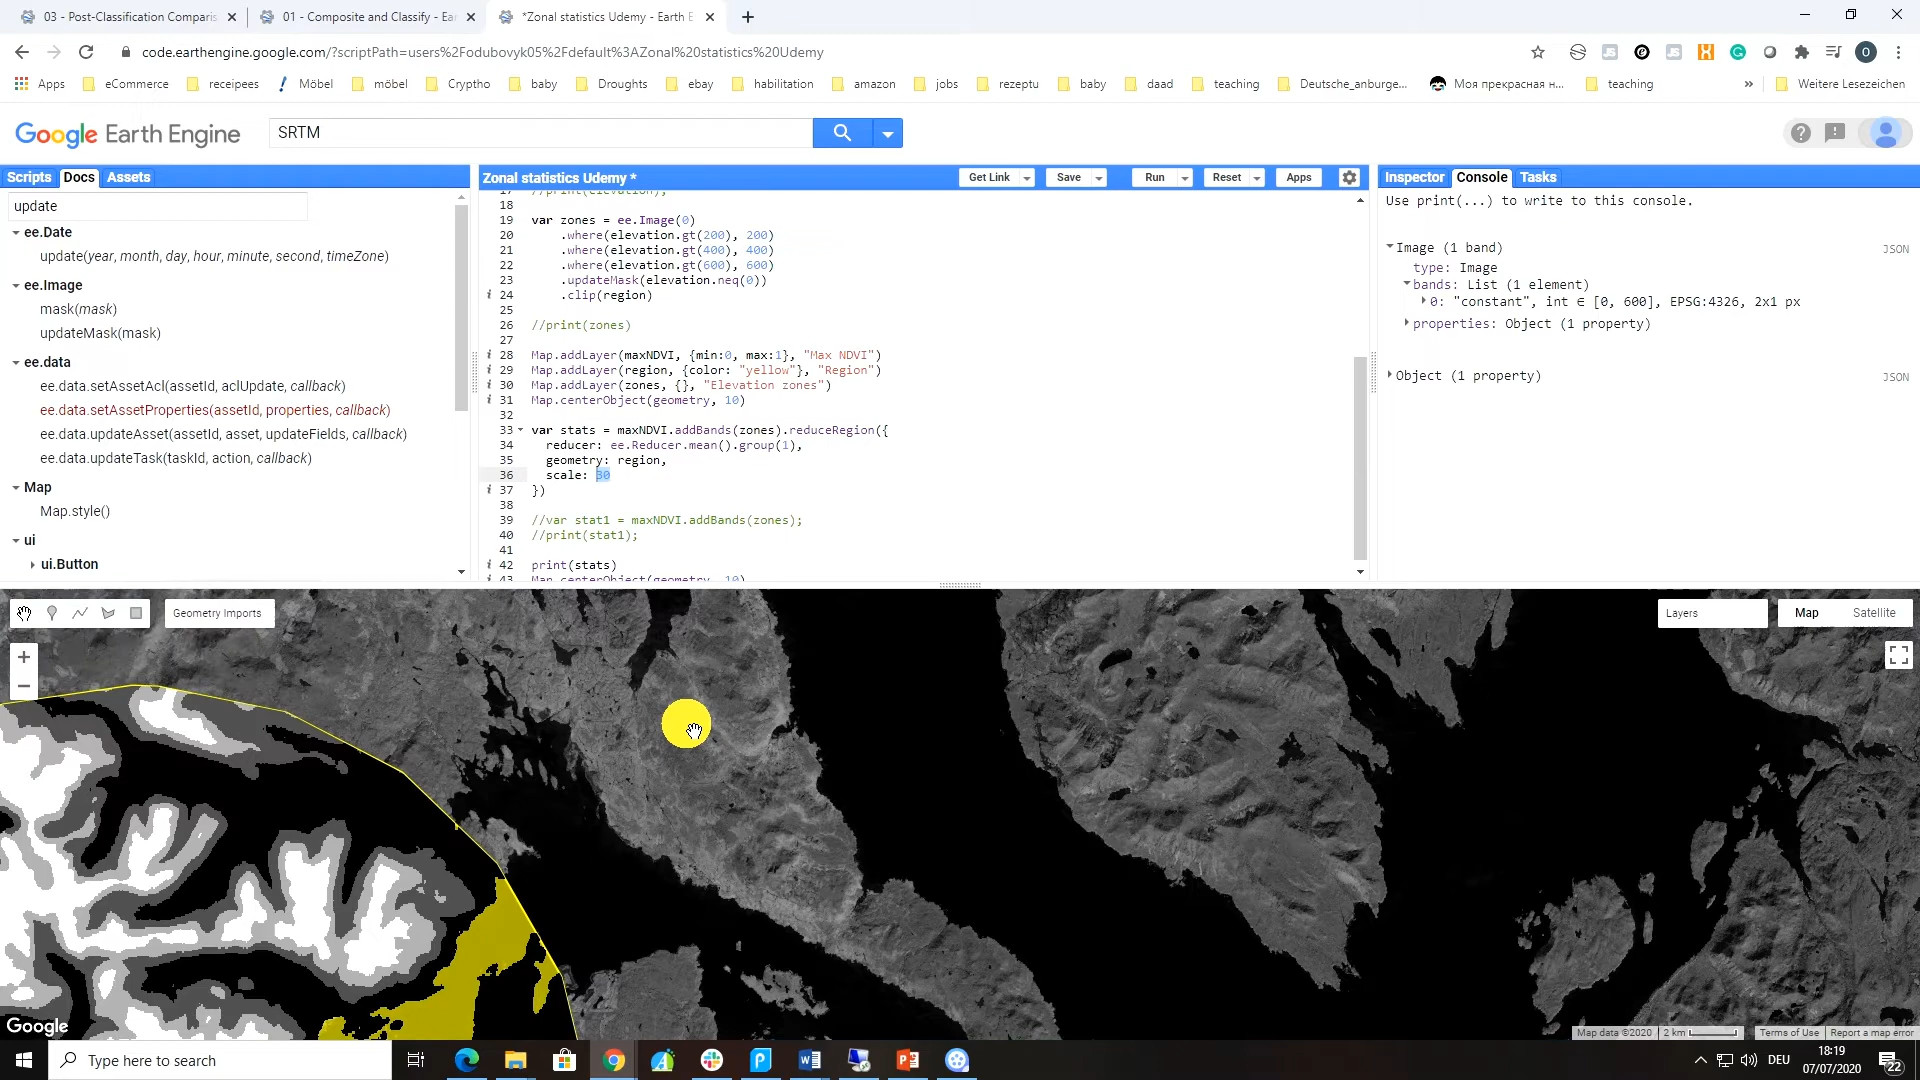 03 - Post-Classification Comparis
01 - Composite and Classify - Ear
*Zonal statistics Udemy - Earth E
code.earthengine.google.com/?scriptPath=users%2Fodubovyk05%2Fdefault%3AZonal%20statistics%20Udemy
Apps eCommerce receipees Möbel möbel Cryptho baby Droughts ebay habilitation amazon jobs rezeptu baby daad teaching Deutsche_anburge... Моя прекрасная н... teaching » Weitere Lesezeichen
Google Earth Engine
SRTM
Scripts Docs Assets
update
ee.Date
update(year, month, day, hour, minute, second, timeZone)
ee.Image
mask(mask)
updateMask(mask)
ee.data
ee.data.setAssetAcl(assetId, aclUpdate, callback)
ee.data.setAssetProperties(assetId, properties, callback)
ee.data.updateAsset(assetId, asset, updateFields, callback)
ee.data.updateTask(taskId, action, callback)
Map
Map.style()
ui
ui.Button
Zonal statistics Udemy *
Get Link Save Run Reset Apps
17 //print(elevation);
18
19 var zones = ee.Image(0)
20 .where(elevation.gt(200), 200)
21 .where(elevation.gt(400), 400)
22 .where(elevation.gt(600), 600)
23 .updateMask(elevation.neq(0))
i 24 .clip(region)
25
26 //print(zones)
27
i 28 Map.addLayer(maxNDVI, {min:0, max:1}, "Max NDVI")
i 29 Map.addLayer(region, {color: "yellow"}, "Region")
i 30 Map.addLayer(zones, {}, "Elevation zones")
i 31 Map.centerObject(geometry, 10)
32
33 var stats = maxNDVI.addBands(zones).reduceRegion({
34 reducer: ee.Reducer.mean().group(1),
35 geometry: region,
36 scale: 30
i 37 })
38
39 //var stat1 = maxNDVI.addBands(zones);
40 //print(stat1);
41
i 42 print(stats)
i 43 Map.centerObject(geometry, 10)
Inspector Console Tasks
Use print(...) to write to this console.
Image (1 band) JSON
type: Image
bands: List (1 element)
0: "constant", int ∈ [0, 600], EPSG:4326, 2x1 px
properties: Object (1 property)
Object (1 property) JSON
Geometry Imports
Layers
Map Satellite
Google
Map data ©2020 2 km Terms of Use Report a map error
Type here to search
DEU
18:19
07/07/2020
22